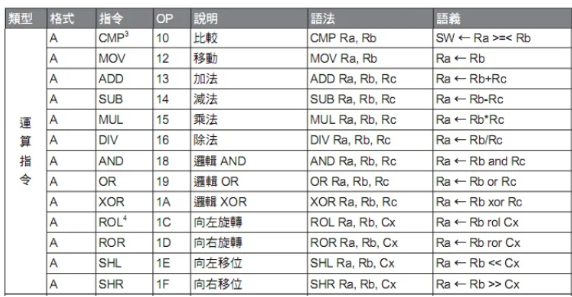 類型 格式 指令 OP 說明 語法 語義
運算指令
A CMP3 10 比較 CMP Ra, Rb SW ← Ra >=< Rb
A MOV 12 移動 MOV Ra, Rb Ra ← Rb
A ADD 13 加法 ADD Ra, Rb, Rc Ra ← Rb+Rc
A SUB 14 減法 SUB Ra, Rb, Rc Ra ← Rb-Rc
A MUL 15 乘法 MUL Ra, Rb, Rc Ra ← Rb*Rc
A DIV 16 除法 DIV Ra, Rb, Rc Ra ← Rb/Rc
A AND 18 邏輯 AND AND Ra, Rb, Rc Ra ← Rb and Rc
A OR 19 邏輯 OR OR Ra, Rb, Rc Ra ← Rb or Rc
A XOR 1A 邏輯 XOR XOR Ra, Rb, Rc Ra ← Rb xor Rc
A ROL4 1C 向左旋轉 ROL Ra, Rb, Cx Ra ← Rb rol Cx
A ROR 1D 向右旋轉 ROR Ra, Rb, Cx Ra ← Rb ror Cx
A SHL 1E 向左移位 SHL Ra, Rb, Cx Ra ← Rb << Cx
A SHR 1F 向右移位 SHR Ra, Rb, Cx Ra ← Rb >> Cx